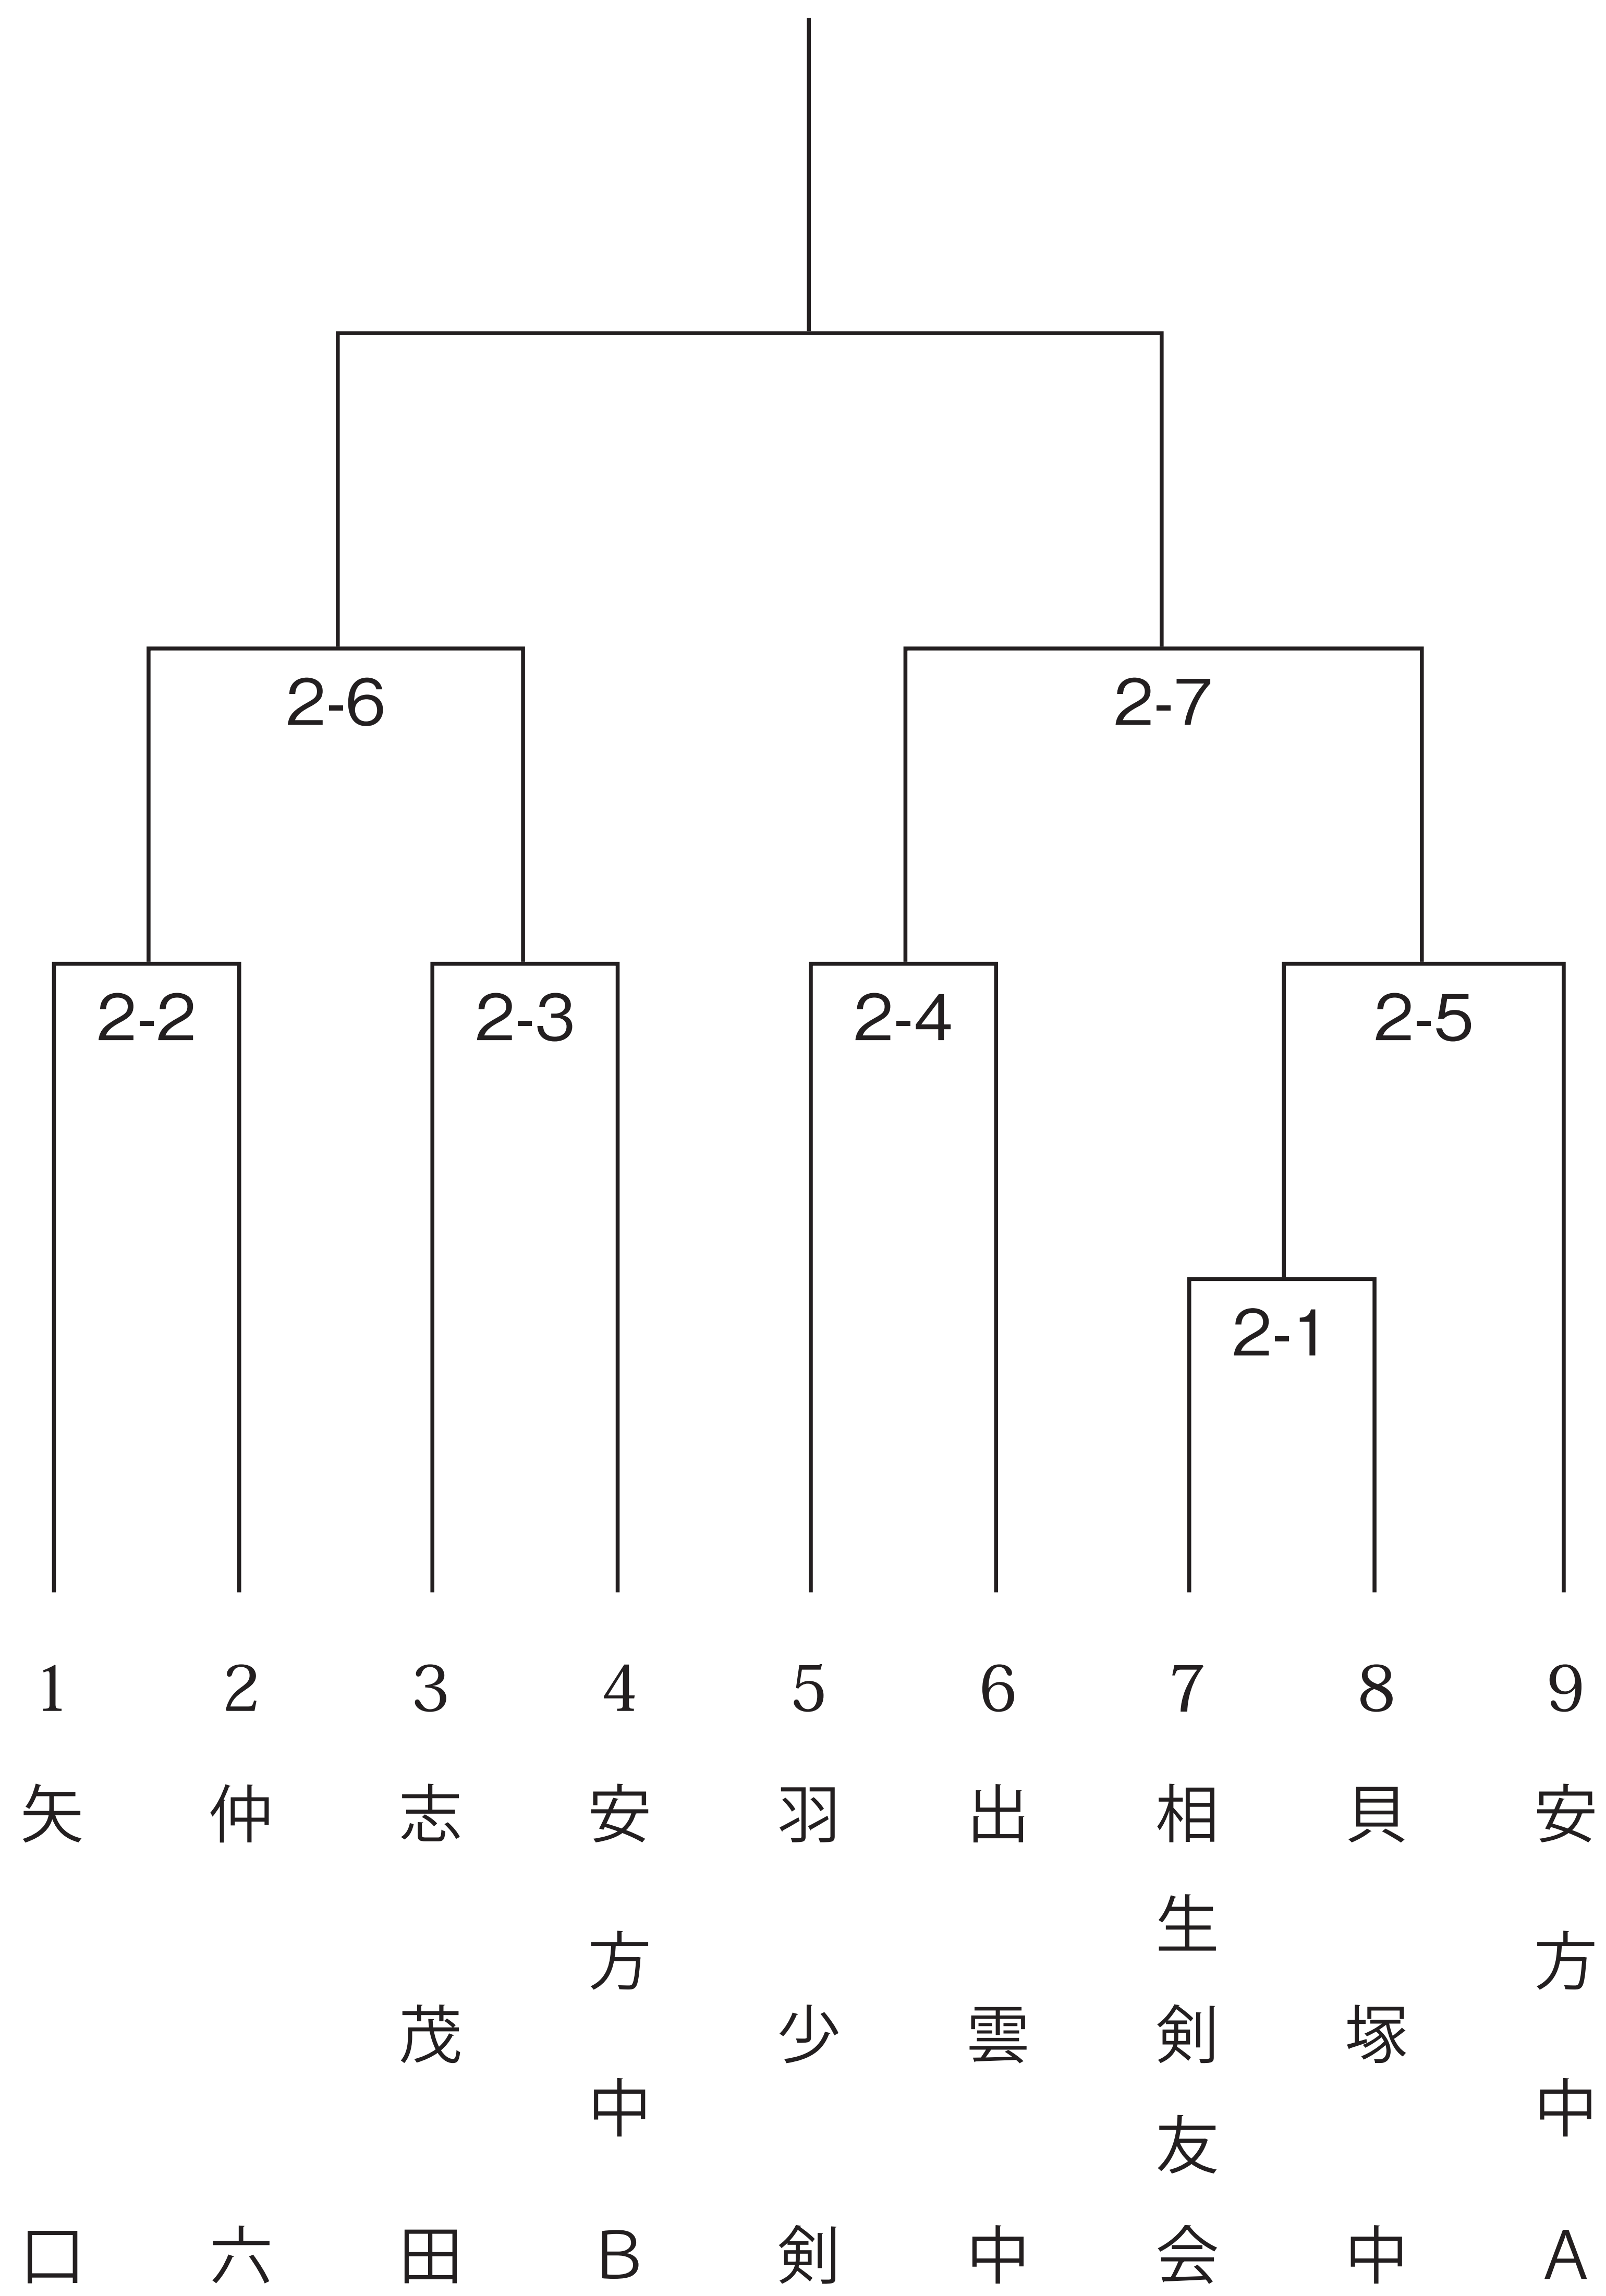 2-6
2-7
2-2
2-3
2-4
2-5
2-1
1 矢口
2 仲六
3 志茂田
4 安方中B
5 羽少剣
6 出雲中
7 相生剣友会
8 貝塚中
9 安方中A